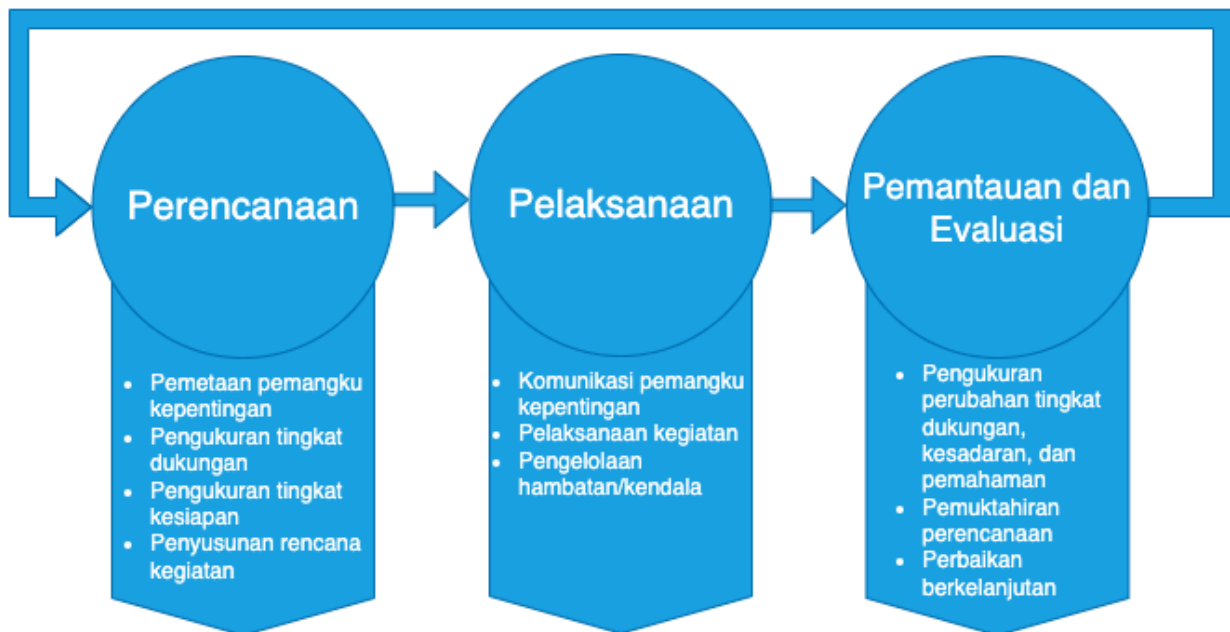 Perencanaan
• Pemetaan pemangku
kepentingan
• Pengukuran tingkat
dukungan
• Pengukuran tingkat
kesiapan
• Penyusunan rencana
kegiatan
Pelaksanaan
• Komunikasi pemangku
kepentingan
• Pelaksanaan kegiatan
• Pengelolaan
hambatan/kendala
Pemantauan dan
Evaluasi
• Pengukuran
perubahan tingkat
dukungan,
kesadaran, dan
pemahaman
• Pemuktahiran
perencanaan
• Perbaikan
berkelanjutan